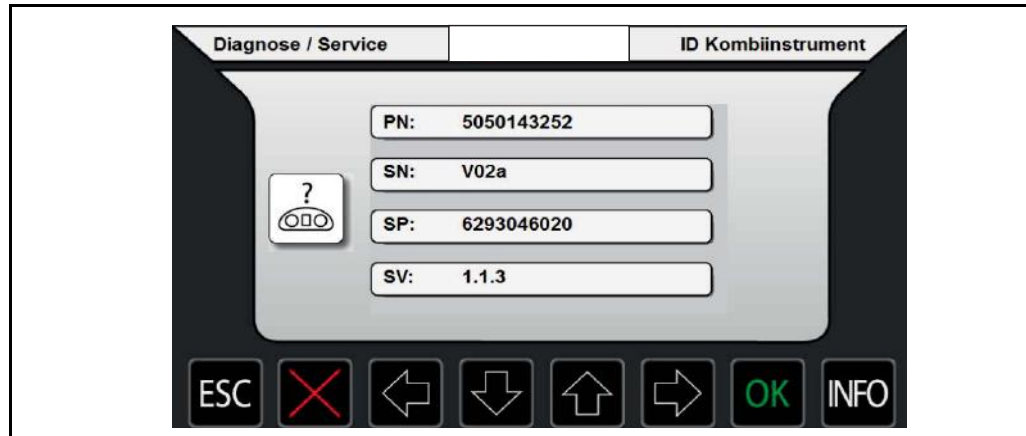 Diagnose / Service ID Kombiinstrument
PN: 5050143252
SN: V02a
?
SP: 6293046020
SV: 1.1.3
ESC OK INFO